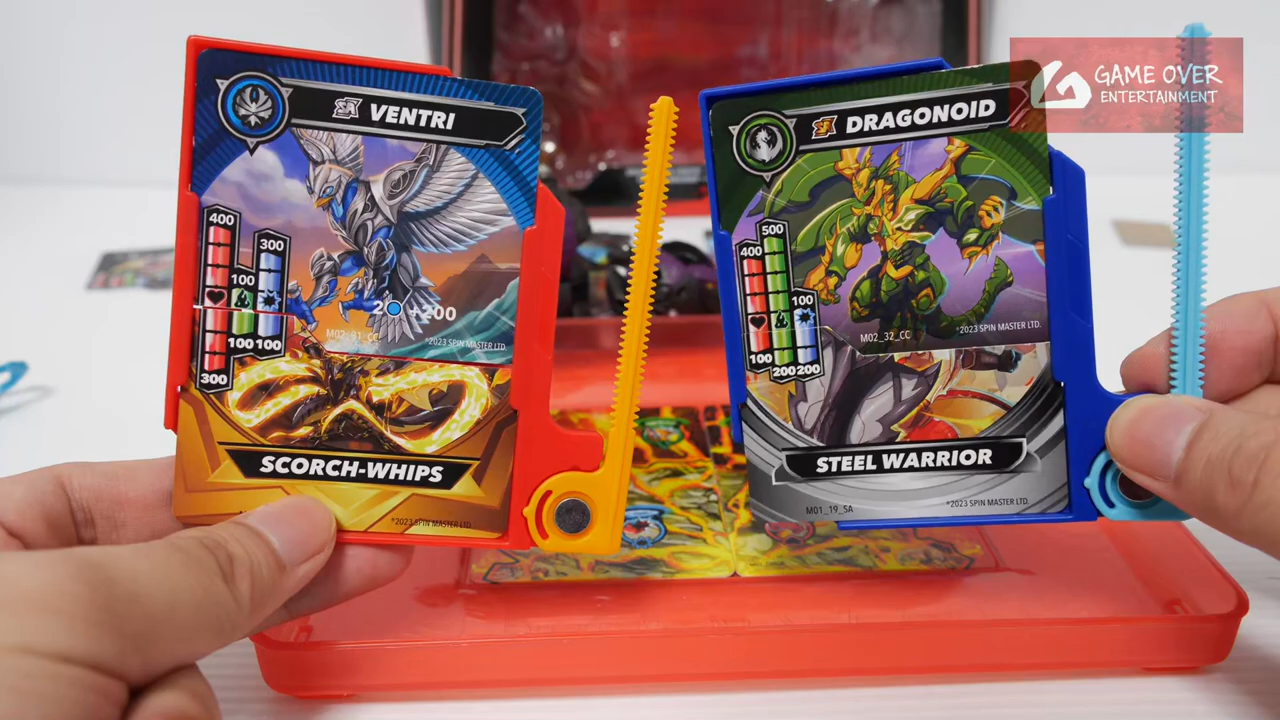 GAME OVER
ENTERTAINMENT
VENTRI
400
300
100
2 +200
©2023 SPIN MASTER LTD.
100 100
300
SCORCH-WHIPS
©2023 SPIN MASTER LTD.
DRAGONOID
500
400
100
M02_32_CC
©2023 SPIN MASTER LTD.
100 200 200
STEEL WARRIOR
©2023 SPIN MASTER LTD.
M01_19_SA